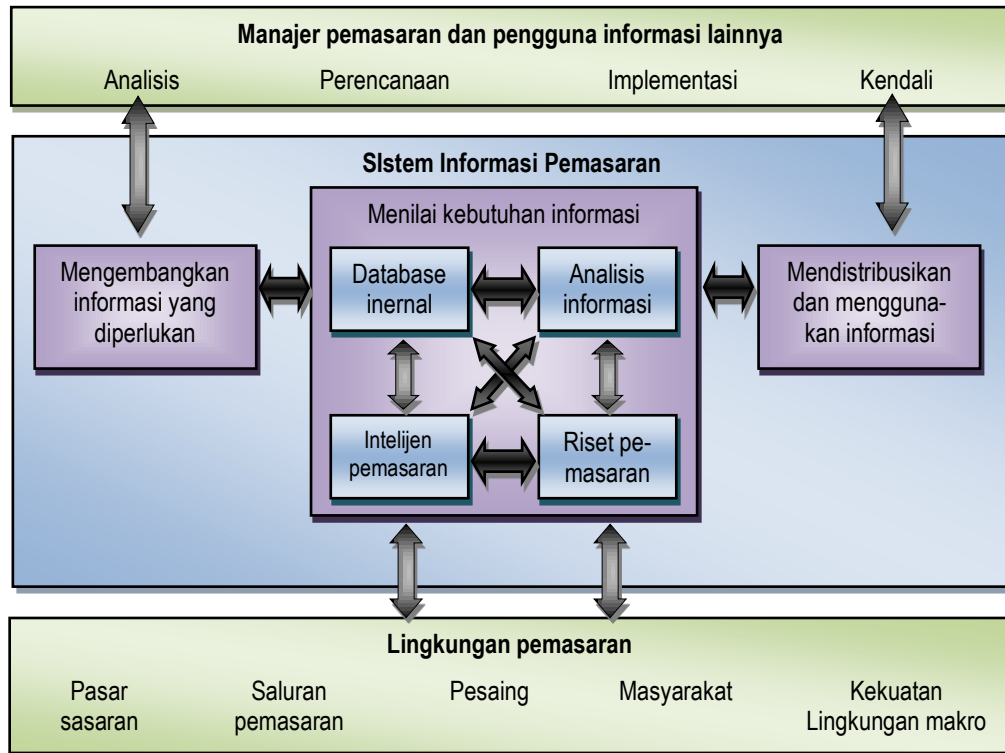 Manajer pemasaran dan pengguna informasi lainnya
Analisis Perencanaan Implementasi Kendali
SIstem Informasi Pemasaran
Menilai kebutuhan informasi
Mengembangkan
informasi yang
diperlukan
Database
inernal
Analisis
informasi
Mendistribusikan
dan mengguna-
kan informasi
Intelijen
pemasaran
Riset pe-
masaran
Lingkungan pemasaran
Pasar
sasaran
Saluran
pemasaran
Pesaing
Masyarakat
Kekuatan
Lingkungan makro